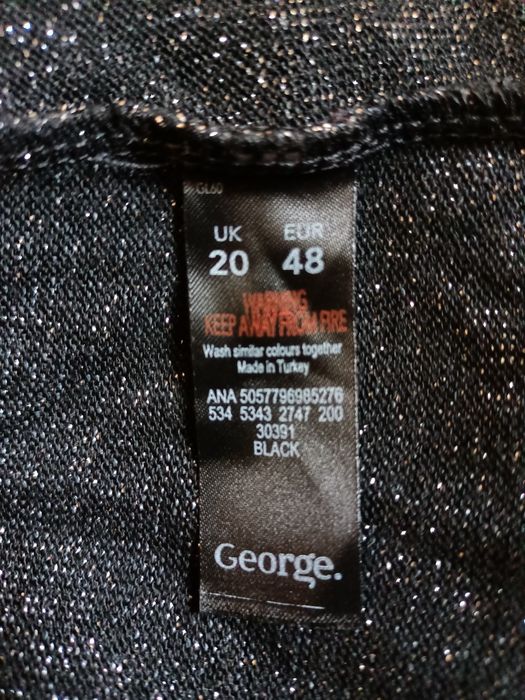 GL60
UK EUR
20 48
WARNING
KEEP AWAY FROM FIRE
Wash similar colours together
Made in Turkey
ANA 5057796985276
534 5343 2747 200
30391
BLACK
George.